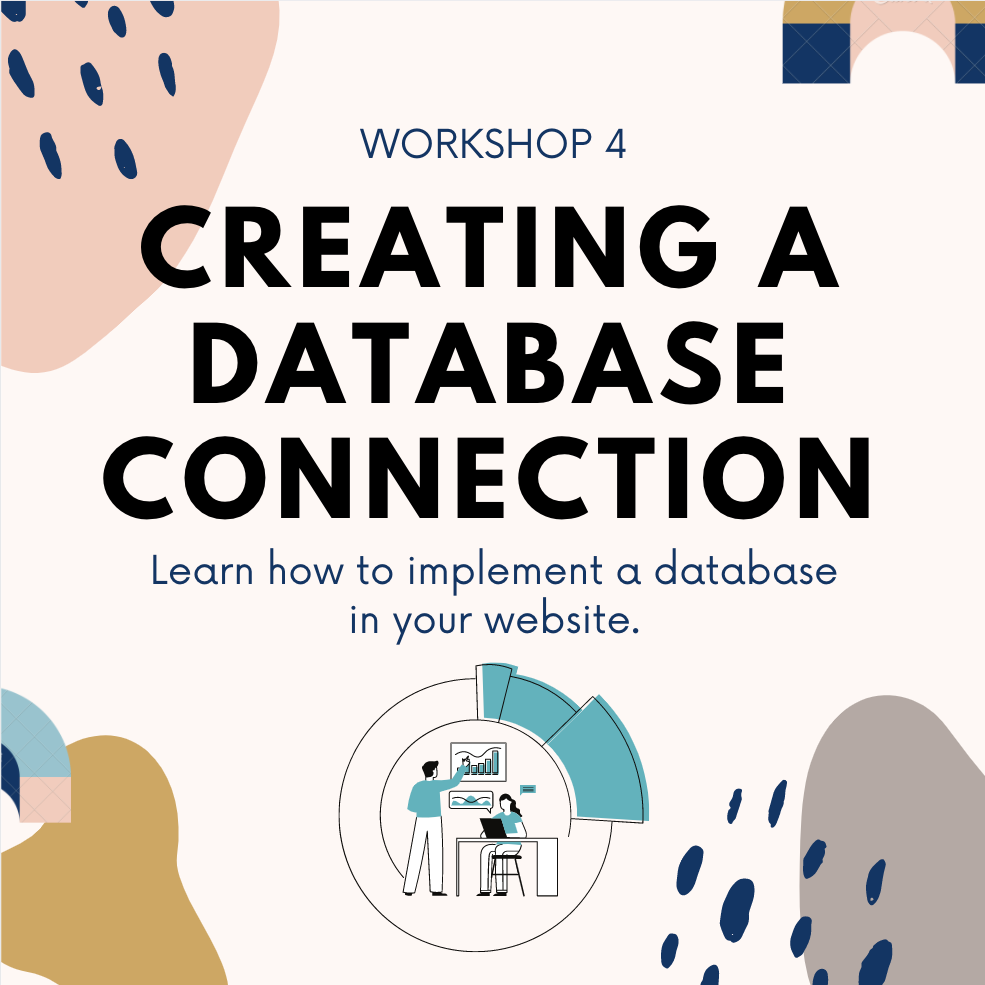 WORKSHOP 4
CREATING A
DATABASE
CONNECTION
Learn how to implement a database
in your website.